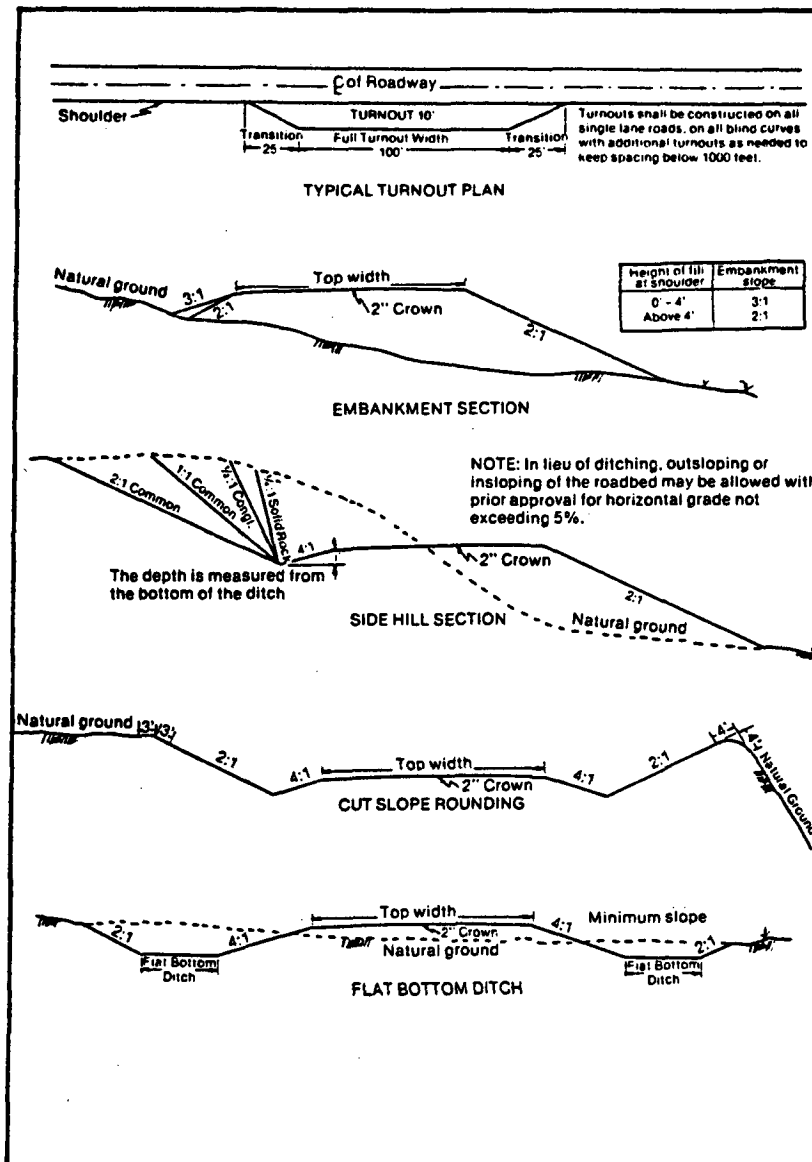 ℄ of Roadway
Shoulder
TURNOUT 10'
Transition
25'
Full Turnout Width
100'
Transition
25'
Turnouts shall be constructed on all
single lane roads, on all blind curves
with additional turnouts as needed to
keep spacing below 1000 feet.
TYPICAL TURNOUT PLAN
Natural ground
3:1
2:1
Top width
2" Crown
2:1
Height of fill
at shoulder
Embankment
slope
0' - 4'
3:1
Above 4'
2:1
EMBANKMENT SECTION
2:1 Common
1:1 Common
½:1 Congl.
¼:1 Solid Rock
4:1
NOTE: In lieu of ditching, outsloping or
insloping of the roadbed may be allowed with
prior approval for horizontal grade not
exceeding 5%.
2" Crown
The depth is measured from
the bottom of the ditch
2:1
SIDE HILL SECTION
Natural ground
Natural ground
3'
3'
2:1
4:1
Top width
2" Crown
4:1
2:1
4'
4'
Natural Ground
CUT SLOPE ROUNDING
2:1
Flat Bottom
Ditch
4:1
Top width
2" Crown
Natural ground
4:1
Minimum slope
2:1
Flat Bottom
Ditch
FLAT BOTTOM DITCH